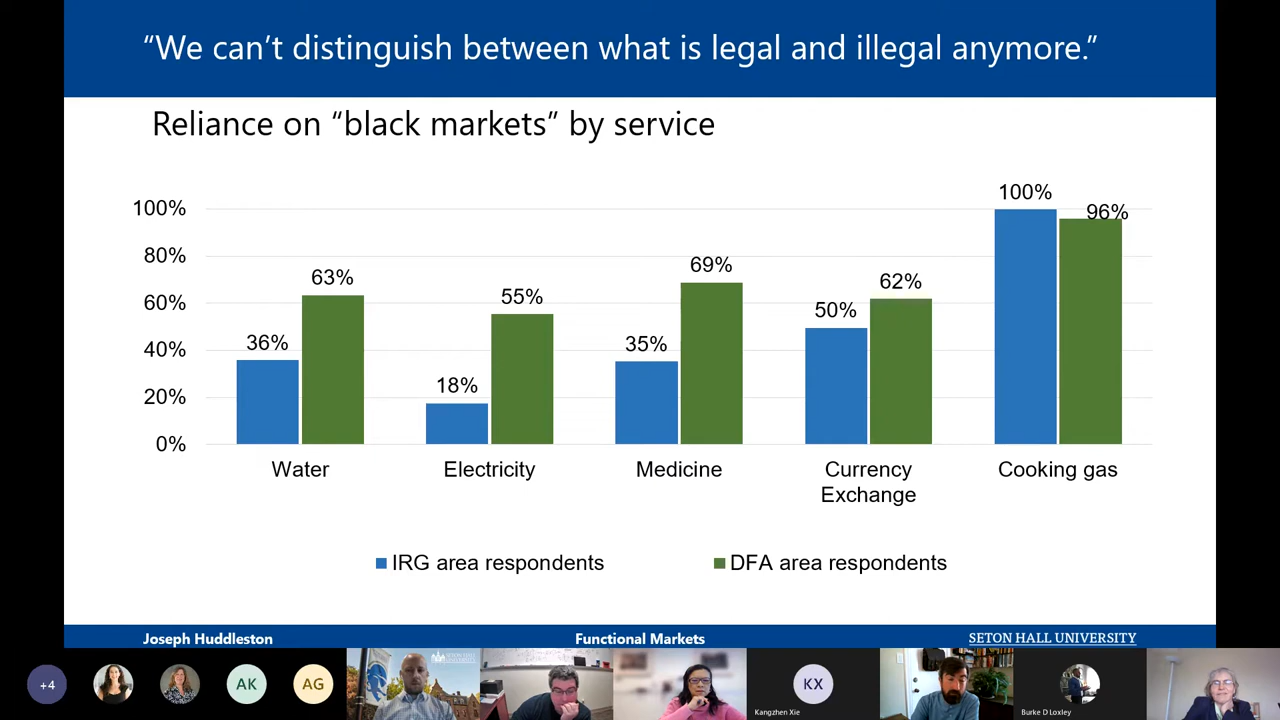 “We can’t distinguish between what is legal and illegal anymore.”
Reliance on “black markets” by service
100%
80%
60%
40%
20%
0%
36%
63%
18%
55%
35%
69%
50%
62%
100%
96%
Water
Electricity
Medicine
Currency
Exchange
Cooking gas
IRG area respondents
DFA area respondents
Joseph Huddleston
Functional Markets
SETON HALL UNIVERSITY
+4
AK
AG
KX
Kangzhen Xie
Burke D Loxley